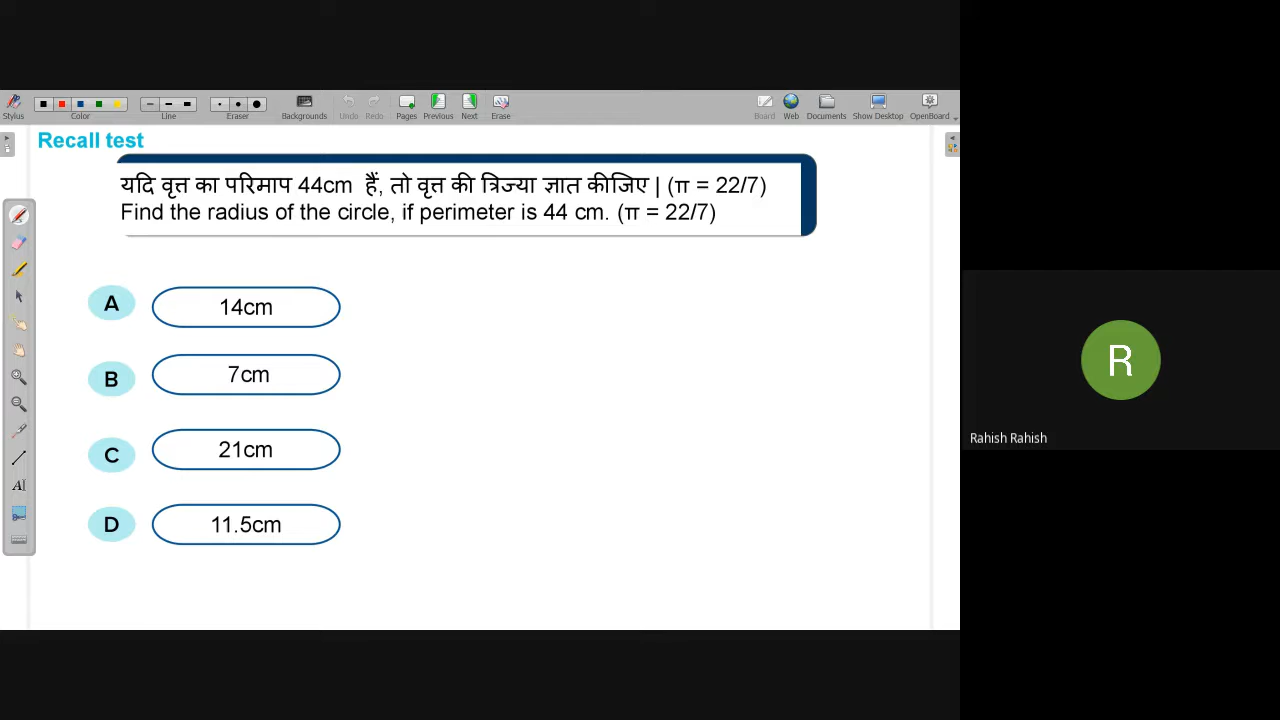 Stylus
Color
Line
Eraser
Backgrounds
Undo
Redo
Pages
Previous
Next
Erase
Board
Web
Documents
Show Desktop
OpenBoard
Recall test
यदि वृत्त का परिमाप 44cm हैं, तो वृत्त की त्रिज्या ज्ञात कीजिए | (π = 22/7)
Find the radius of the circle, if perimeter is 44 cm. (π = 22/7)
A 14cm
B 7cm
C 21cm
D 11.5cm
R
Rahish Rahish